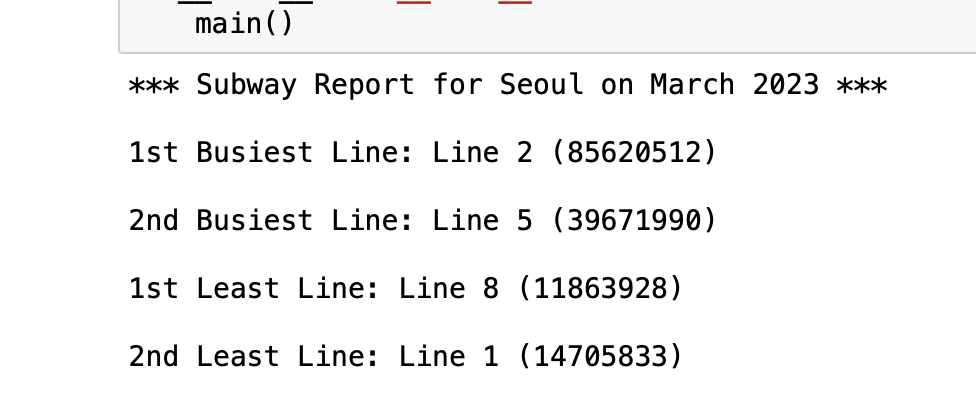 main()
*** Subway Report for Seoul on March 2023 ***
1st Busiest Line: Line 2 (85620512)
2nd Busiest Line: Line 5 (39671990)
1st Least Line: Line 8 (11863928)
2nd Least Line: Line 1 (14705833)